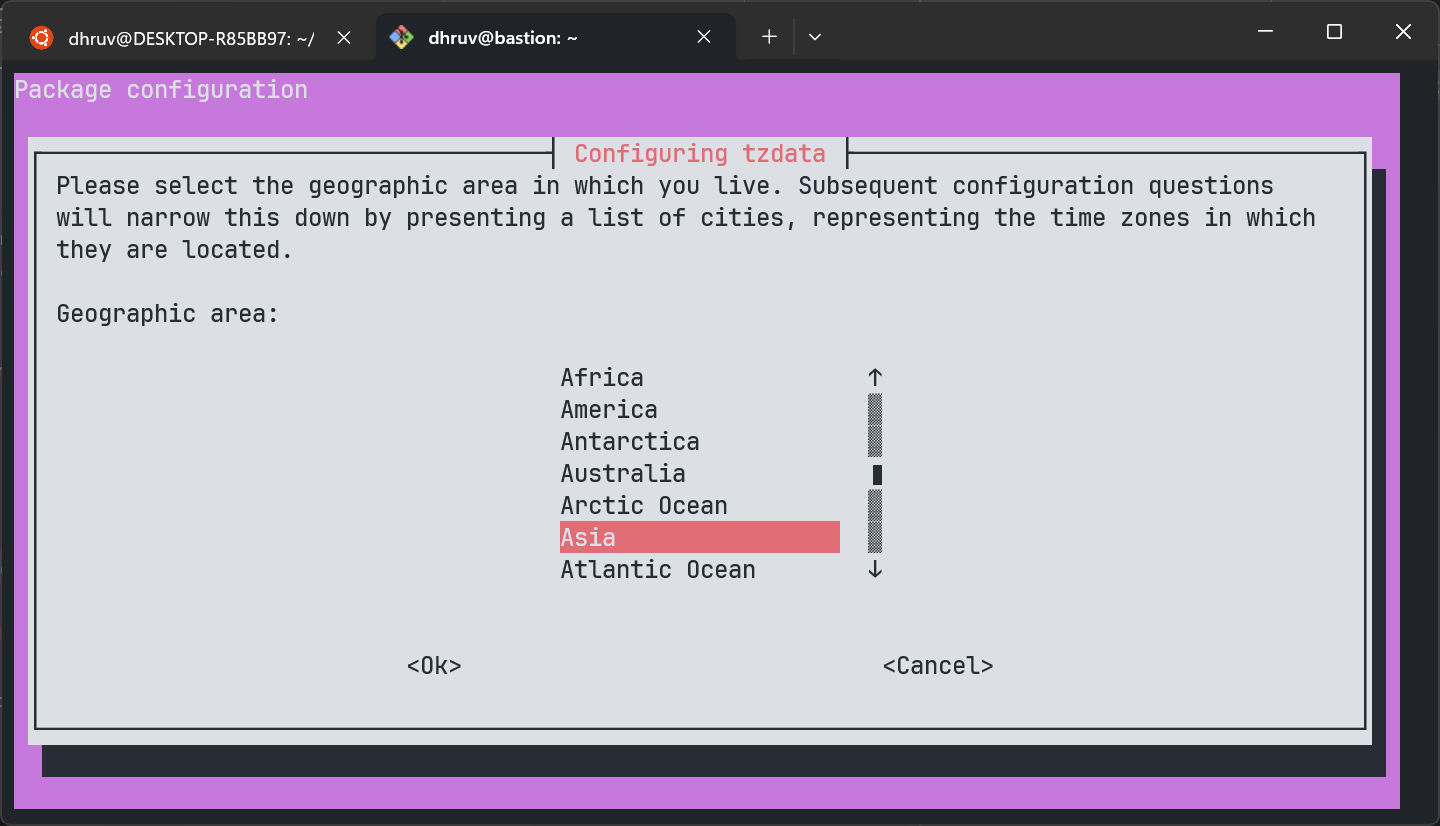 dhruv@DESKTOP-R85BB97: ~/
dhruv@bastion: ~
Package configuration
Configuring tzdata
Please select the geographic area in which you live. Subsequent configuration questions
will narrow this down by presenting a list of cities, representing the time zones in which
they are located.
Geographic area:
Africa
America
Antarctica
Australia
Arctic Ocean
Asia
Atlantic Ocean
<Ok> <Cancel>